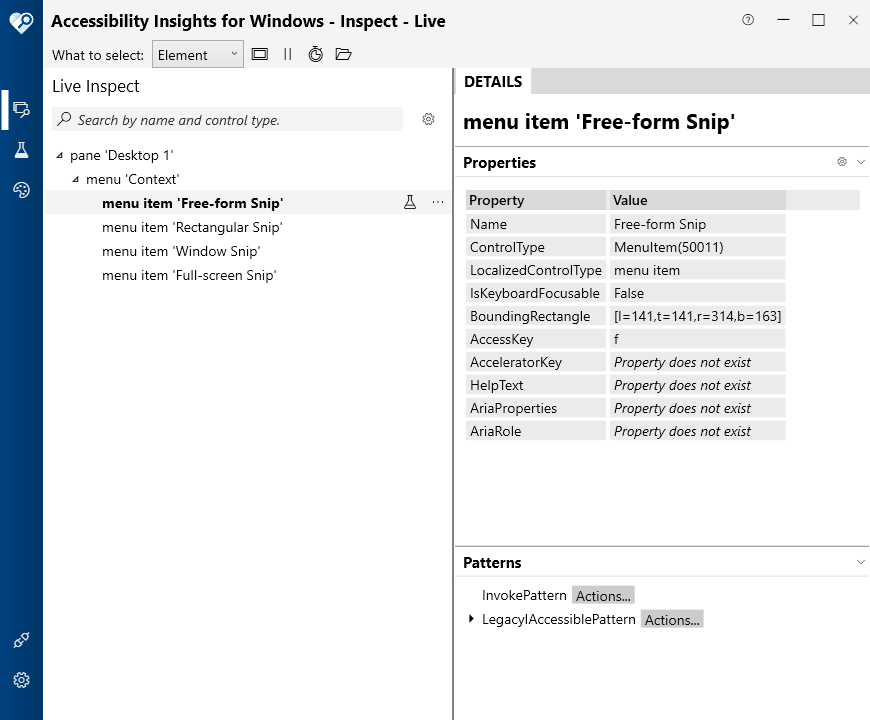 Accessibility Insights for Windows - Inspect - Live
What to select: Element
Live Inspect
Search by name and control type.
pane 'Desktop 1'
menu 'Context'
menu item 'Free-form Snip'
menu item 'Rectangular Snip'
menu item 'Window Snip'
menu item 'Full-screen Snip'
DETAILS
menu item 'Free-form Snip'
Properties
Property Value
Name Free-form Snip
ControlType MenuItem(50011)
LocalizedControlType menu item
IsKeyboardFocusable False
BoundingRectangle [l=141,t=141,r=314,b=163]
AccessKey f
AcceleratorKey Property does not exist
HelpText Property does not exist
AriaProperties Property does not exist
AriaRole Property does not exist
Patterns
InvokePattern Actions...
LegacyIAccessiblePattern Actions...